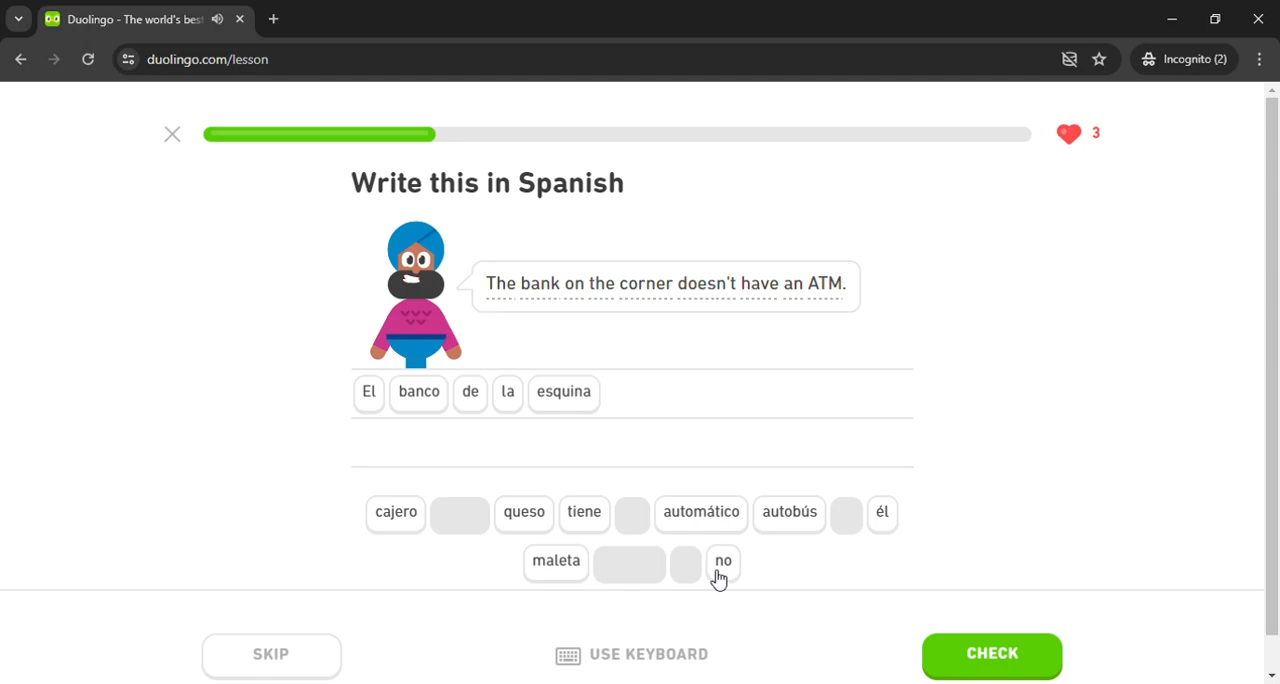 Duolingo - The world's bes
duolingo.com/lesson
Incognito (2)
3
Write this in Spanish
The bank on the corner doesn't have an ATM.
El banco de la esquina
cajero queso tiene automático autobús él
maleta no
SKIP USE KEYBOARD CHECK